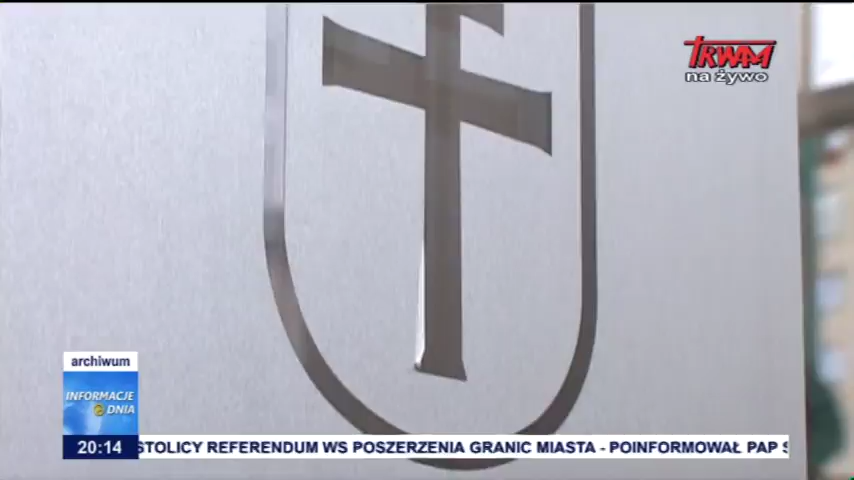 TRWAM
na żywo
archiwum
INFORMACJE
DNIA
20:14
STOLICY REFERENDUM WS POSZERZENIA GRANIC MIASTA - POINFORMOWAŁ PAP